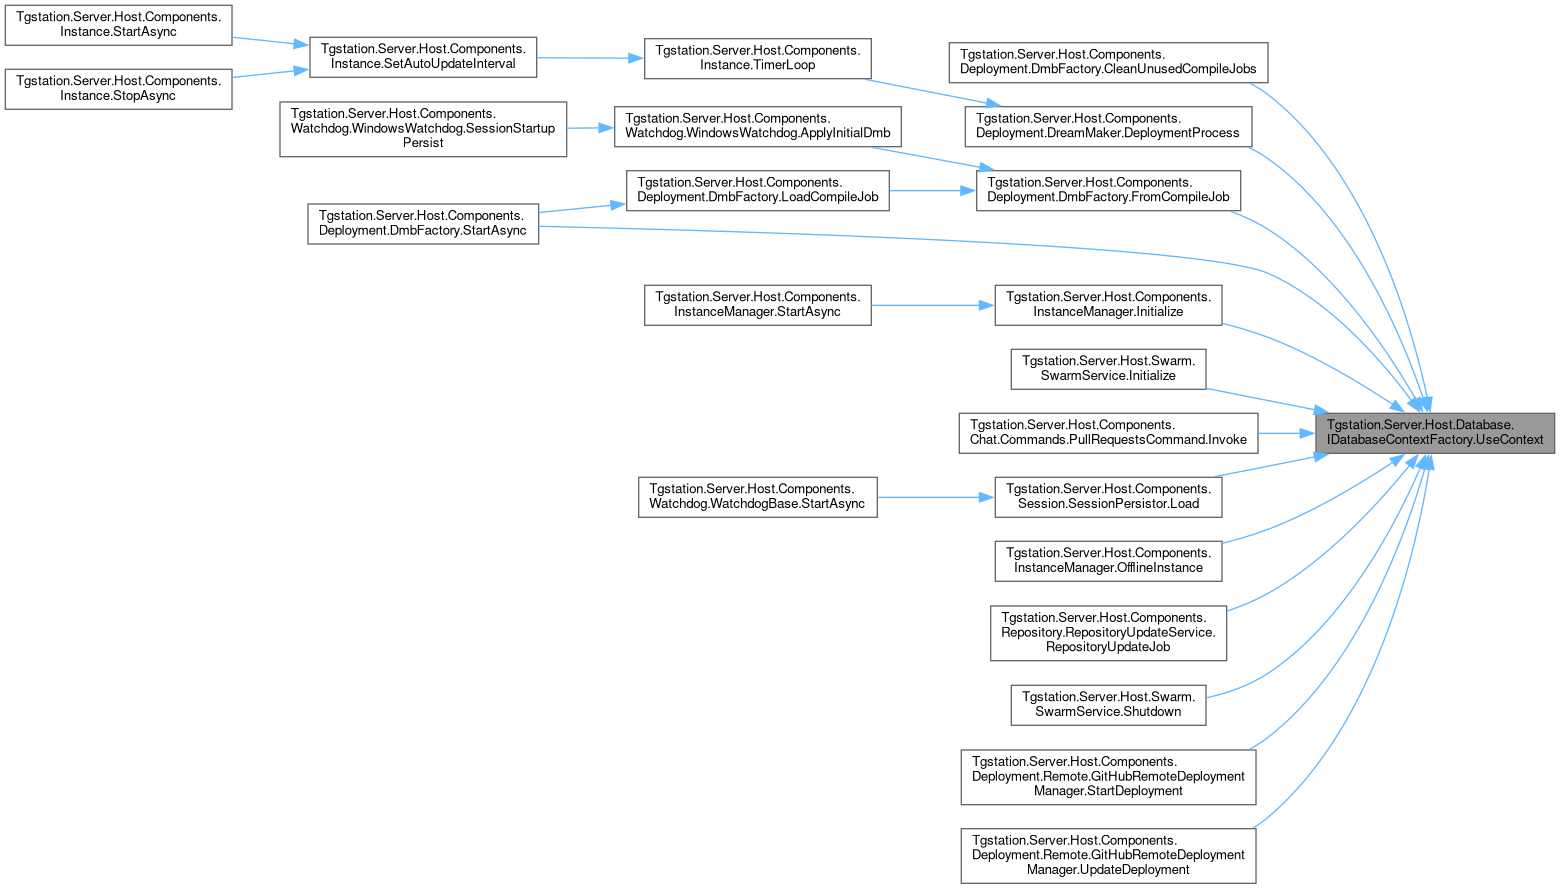 Tgstation.Server.Host.Components.
Instance.StartAsync
Tgstation.Server.Host.Components.
Instance.StopAsync
Tgstation.Server.Host.Components.
Instance.SetAutoUpdateInterval
Tgstation.Server.Host.Components.
Watchdog.WindowsWatchdog.SessionStartup
Persist
Tgstation.Server.Host.Components.
Deployment.DmbFactory.StartAsync
Tgstation.Server.Host.Components.
Instance.TimerLoop
Tgstation.Server.Host.Components.
Watchdog.WindowsWatchdog.ApplyInitialDmb
Tgstation.Server.Host.Components.
Deployment.DmbFactory.LoadCompileJob
Tgstation.Server.Host.Components.
InstanceManager.StartAsync
Tgstation.Server.Host.Components.
Watchdog.WatchdogBase.StartAsync
Tgstation.Server.Host.Components.
Deployment.DmbFactory.CleanUnusedCompileJobs
Tgstation.Server.Host.Components.
Deployment.DreamMaker.DeploymentProcess
Tgstation.Server.Host.Components.
Deployment.DmbFactory.FromCompileJob
Tgstation.Server.Host.Components.
InstanceManager.Initialize
Tgstation.Server.Host.Swarm.
SwarmService.Initialize
Tgstation.Server.Host.Components.
Chat.Commands.PullRequestsCommand.Invoke
Tgstation.Server.Host.Components.
Session.SessionPersistor.Load
Tgstation.Server.Host.Components.
InstanceManager.OfflineInstance
Tgstation.Server.Host.Components.
Repository.RepositoryUpdateService.
RepositoryUpdateJob
Tgstation.Server.Host.Swarm.
SwarmService.Shutdown
Tgstation.Server.Host.Components.
Deployment.Remote.GitHubRemoteDeployment
Manager.StartDeployment
Tgstation.Server.Host.Components.
Deployment.Remote.GitHubRemoteDeployment
Manager.UpdateDeployment
Tgstation.Server.Host.Database.
IDatabaseContextFactory.UseContext